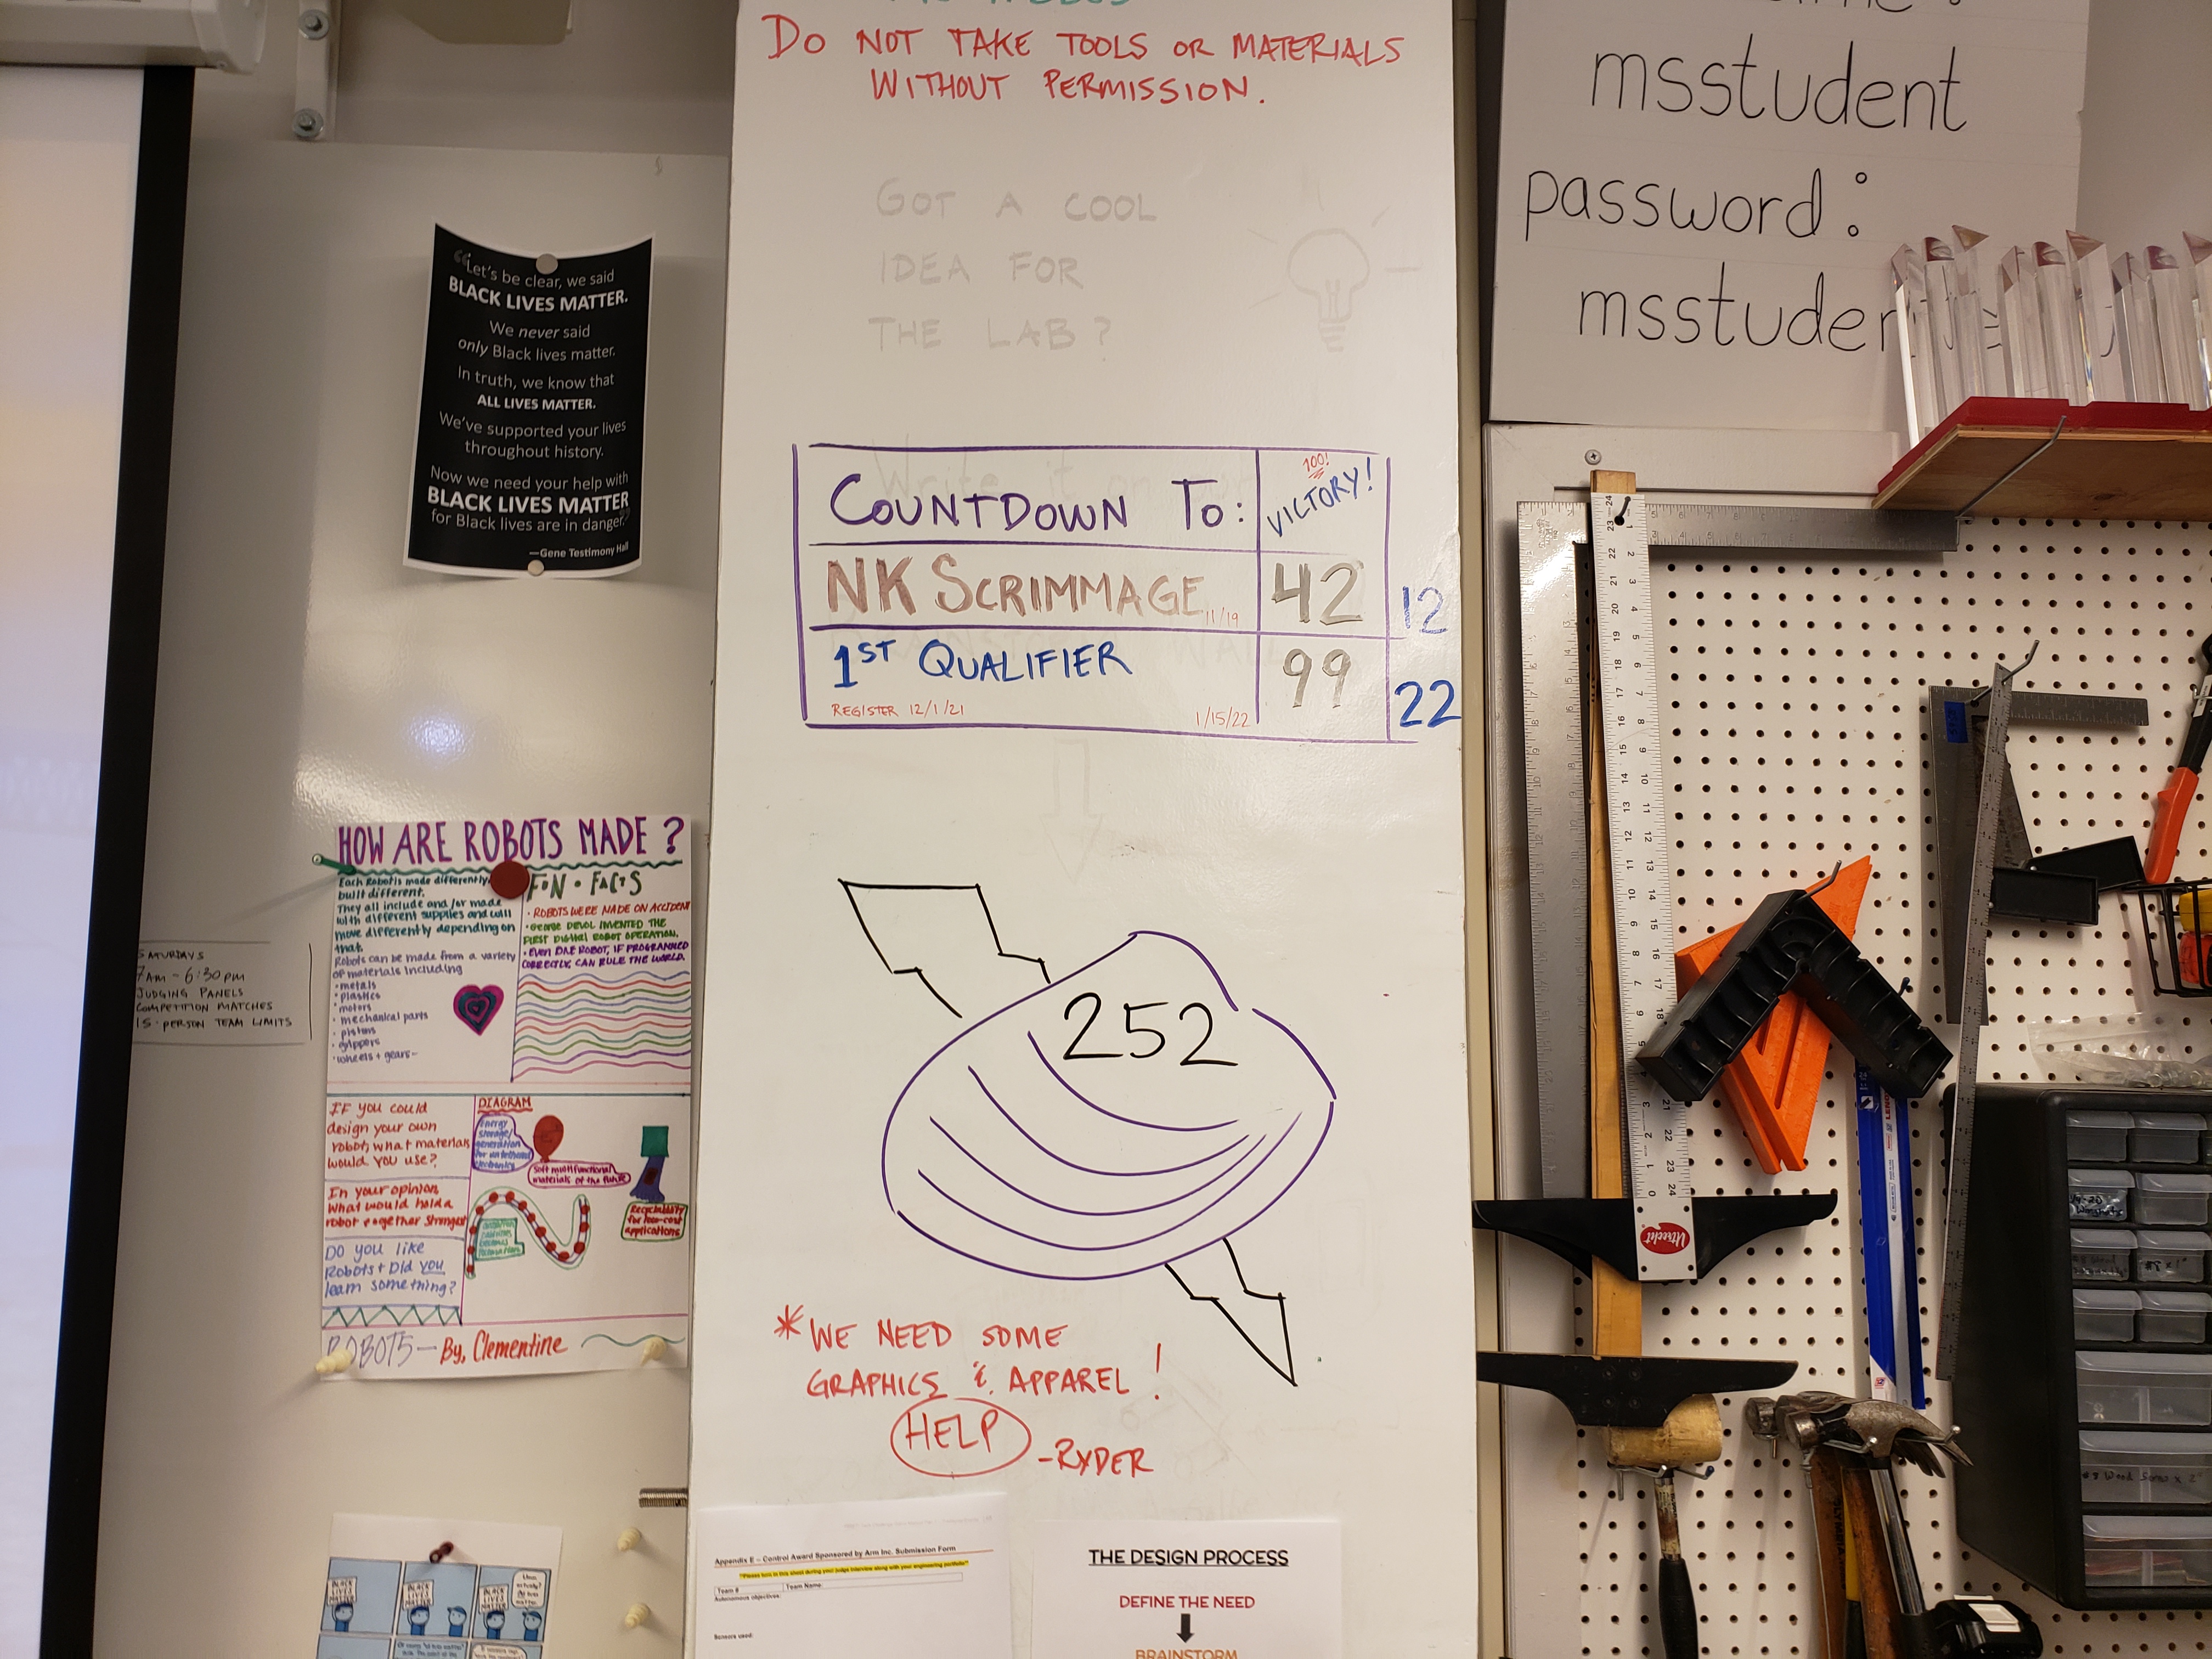 DO NOT TAKE TOOLS OR MATERIALS
WITHOUT PERMISSION.
GOT A COOL
IDEA FOR
THE LAB?
COUNTDOWN TO:
100!
VICTORY!
NK SCRIMMAGE
11/19
42
12
1ST QUALIFIER
99
22
REGISTER 12/1/21
1/15/22
252
*WE NEED SOME
GRAPHICS & APPAREL!
HELP
-RYDER
msstudent
password:
"Let's be clear, we said
BLACK LIVES MATTER.
We never said
only Black lives matter.
In truth, we know that
ALL LIVES MATTER.
We've supported your lives
throughout history.
Now we need your help with
BLACK LIVES MATTER
for Black lives are in danger."
—Gene Testimony Hall
HOW ARE ROBOTS MADE?
Each Robot is made differently,
built different.
They all include and/or made
with different supplies and will
move differently depending on
that.
Robots can be made from a variety
of materials including
•metals
•plastics
•motors
•mechanical parts
•pistons
•grippers
•wheels + gears-
FUN • FACTS
• ROBOTS WERE MADE ON ACCIDENT
• GEORGE DEVOL INVENTED THE
FIRST DIGITAL ROBOT OPERATION.
• EVEN ONE ROBOT, IF PROGRAMMED
CORRECTLY, CAN RULE THE WORLD.
IF you could
design your own
robot, what materials
would you use?
In your opinion,
What would hold a
robot together strongest
DO you like
Robots + Did you
learn something?
DIAGRAM
Energy
storage/
generation
for untethered
electronics
Soft multifunctional
materials of the future
Recyclability
for low-cost
applications
ROBOTS — By, Clementine
SATURDAYS
7AM - 6:30PM
JUDGING PANELS
COMPETITION MATCHES
15-PERSON TEAM LIMITS
BLACK LIVES MATTER
BLACK LIVES MATTER
BLACK LIVES MATTER
Appendix E – Control Award Sponsored by Arm Inc. Submission Form
"Please turn in this sheet during your judge interview along with your engineering portfolio"
Team #
Team Name:
Autonomous objectives:
Sensors used:
THE DESIGN PROCESS
DEFINE THE NEED
BRAINSTORM
Utrecht